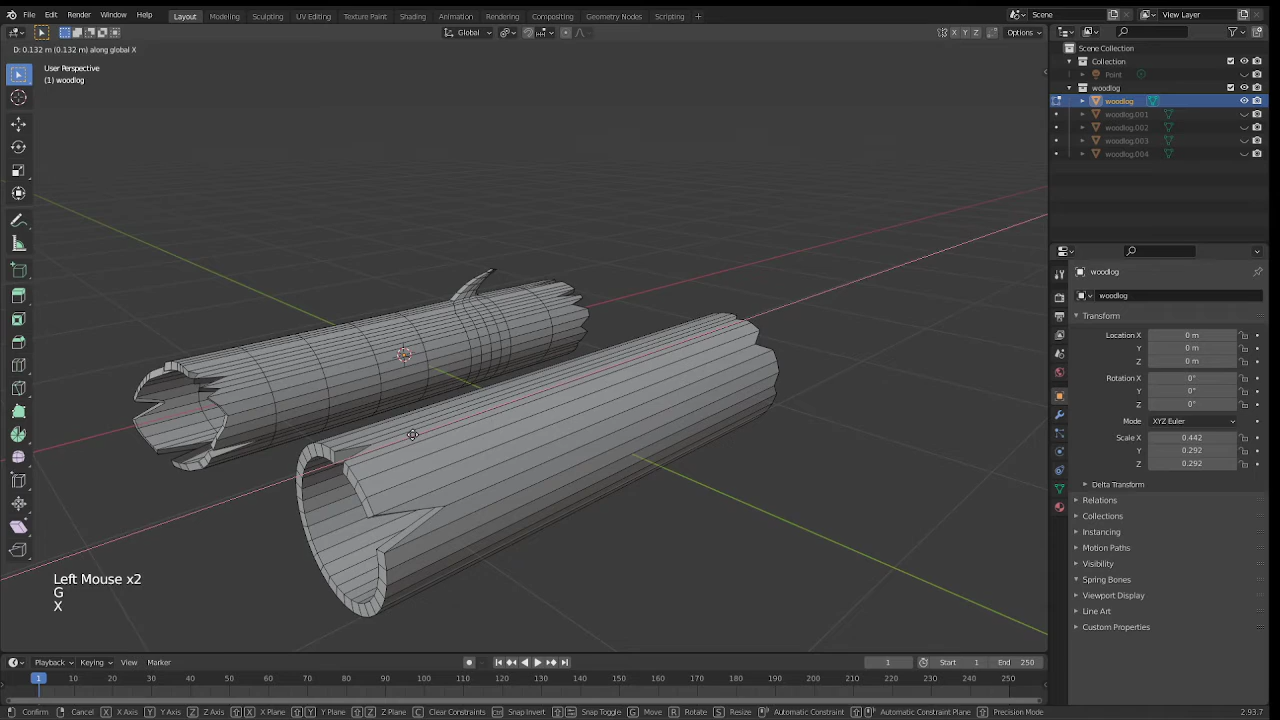 File Edit Render Window Help Layout Modeling Sculpting UV Editing Texture Paint Shading Animation Rendering Compositing Geometry Nodes Scripting + Scene View Layer
Global Options
X Y Z
D: 0.132 m (0.132 m) along global X
User Perspective
(1) woodlog
Scene Collection
Collection
Point
woodlog
woodlog
woodlog.001
woodlog.002
woodlog.003
woodlog.004
woodlog
woodlog
Transform
Location X 0 m
Y 0 m
Z 0 m
Rotation X 0°
Y 0°
Z 0°
Mode XYZ Euler
Scale X 0.442
Y 0.292
Z 0.292
Delta Transform
Relations
Collections
Instancing
Motion Paths
Visibility
Spring Bones
Viewport Display
Line Art
Custom Properties
Left Mouse x2
G
X
Playback Keying View Marker 1 Start 1 End 250
1 10 20 30 40 50 60 70 80 90 100 110 120 130 140 150 160 170 180 190 200 210 220 230 240 250
Confirm Cancel X X Axis Y Y Axis Z Z Axis X X Plane Y Y Plane Z Z Plane C Clear Constraints Snap Invert Snap Toggle G Move R Rotate S Resize Automatic Constraint Automatic Constraint Plane Precision Mode 2.93.7